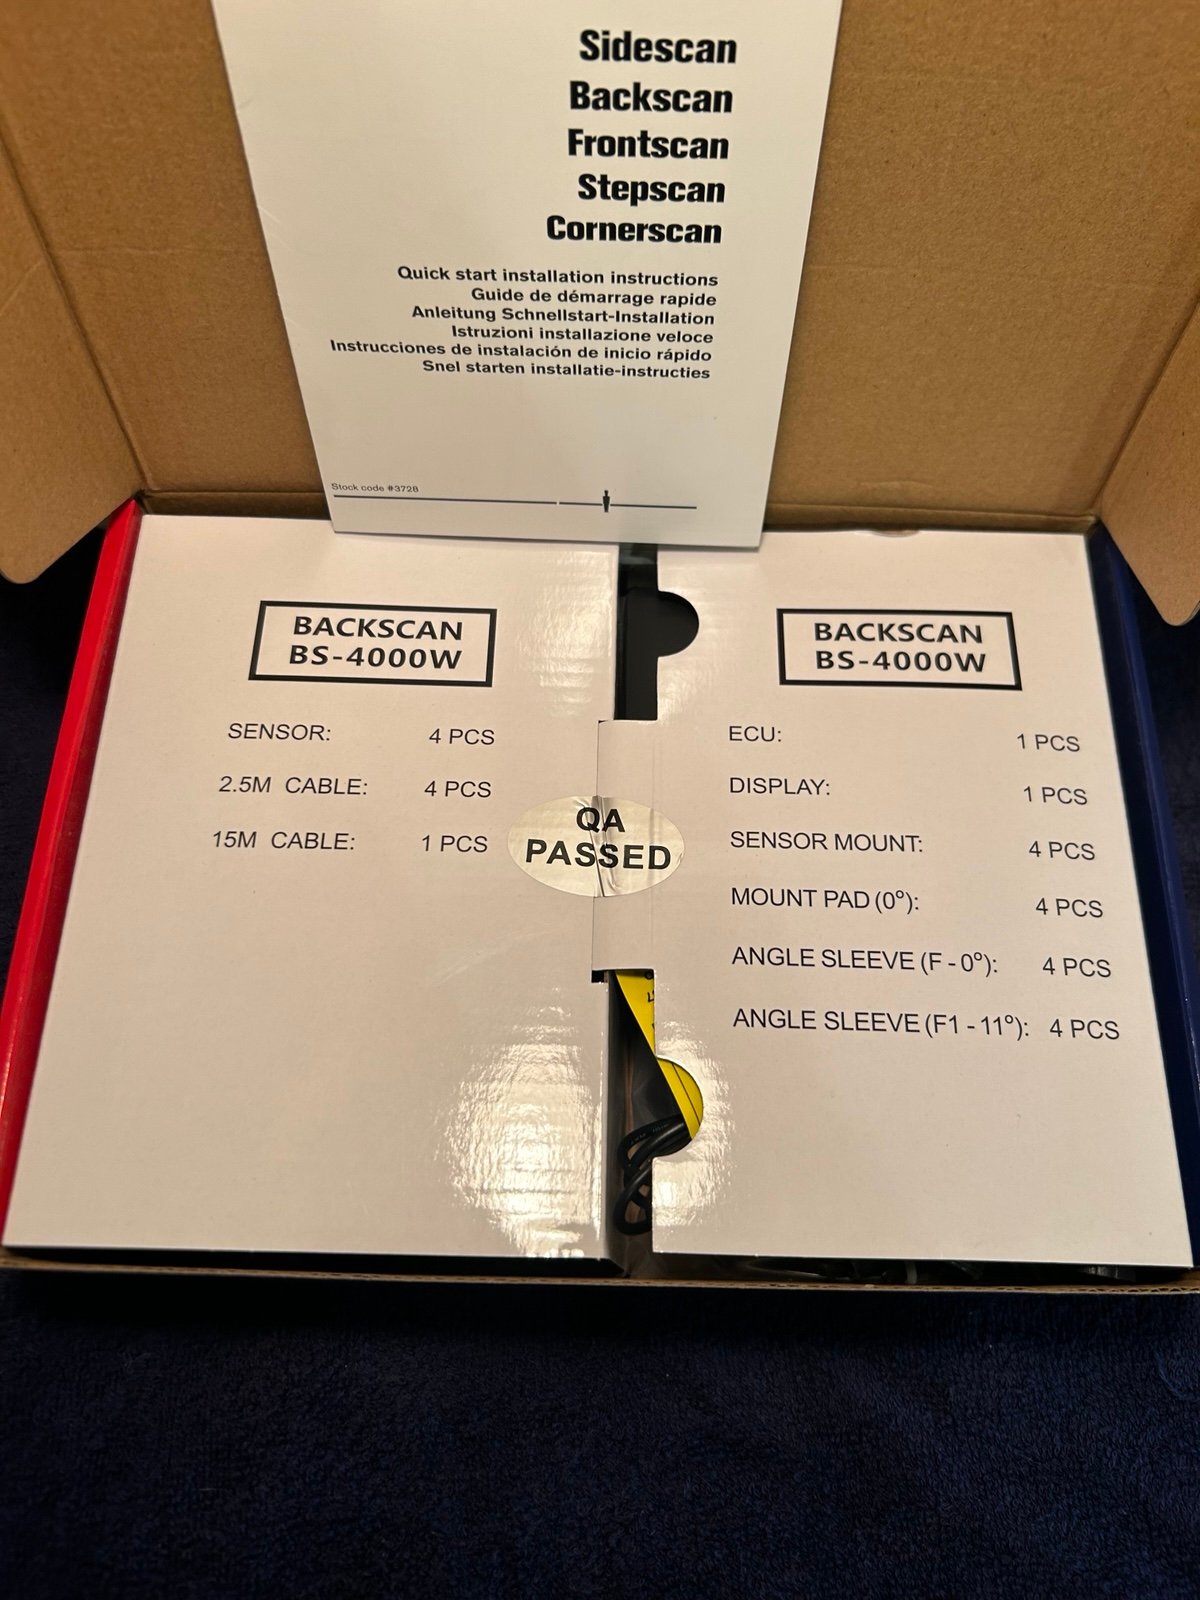 Sidescan
Backscan
Frontscan
Stepscan
Cornerscan
Quick start installation instructions
Guide de démarrage rapide
Anleitung Schnellstart-Installation
Istruzioni installazione veloce
Instrucciones de instalación de inicio rápido
Snel starten installatie-instructies
Stock code #3728
BACKSCAN
BS-4000W
SENSOR: 4 PCS
2.5M CABLE: 4 PCS
15M CABLE: 1 PCS
QA
PASSED
BACKSCAN
BS-4000W
ECU: 1 PCS
DISPLAY: 1 PCS
SENSOR MOUNT: 4 PCS
MOUNT PAD (0°): 4 PCS
ANGLE SLEEVE (F - 0°): 4 PCS
ANGLE SLEEVE (F1 - 11°): 4 PCS